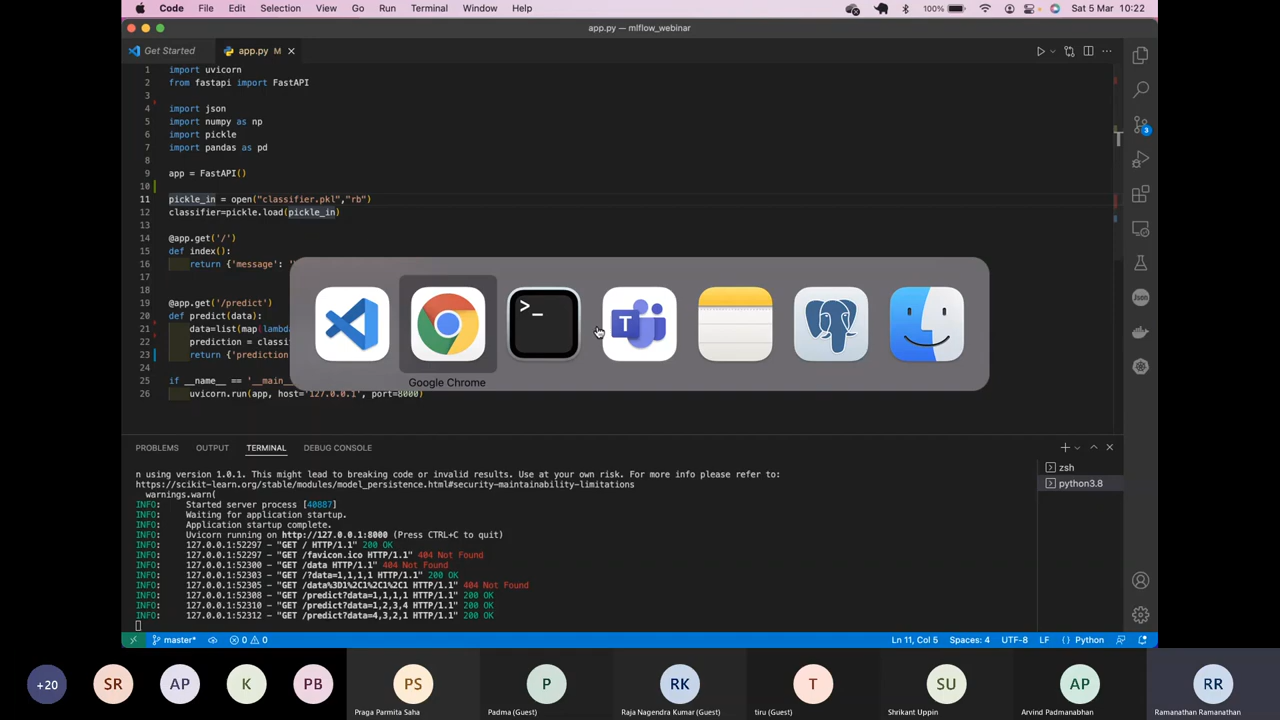 Code File Edit Selection View Go Run Terminal Window Help 100% Sat 5 Mar 10:22
app.py — mlflow_webinar
Get Started app.py M
1 import uvicorn
2 from fastapi import FastAPI
3
4 import json
5 import numpy as np
6 import pickle
7 import pandas as pd
8
9 app = FastAPI()
10
11 pickle_in = open("classifier.pkl","rb")
12 classifier=pickle.load(pickle_in)
13
14 @app.get('/')
15 def index():
16 return {'message': '
17
18
19 @app.get('/predict')
20 def predict(data):
21 data=list(map(lambda
22 prediction = classifier
23 return {'prediction
24
25 if __name__ == '__main_
26 uvicorn.run(app, host='127.0.0.1', port=8000)
Google Chrome
PROBLEMS OUTPUT TERMINAL DEBUG CONSOLE
zsh
python3.8
n using version 1.0.1. This might lead to breaking code or invalid results. Use at your own risk. For more info please refer to:
https://scikit-learn.org/stable/modules/model_persistence.html#security-maintainability-limitations
warnings.warn(
INFO: Started server process [40887]
INFO: Waiting for application startup.
INFO: Application startup complete.
INFO: Uvicorn running on http://127.0.0.1:8000 (Press CTRL+C to quit)
INFO: 127.0.0.1:52297 - "GET / HTTP/1.1" 200 OK
INFO: 127.0.0.1:52297 - "GET /favicon.ico HTTP/1.1" 404 Not Found
INFO: 127.0.0.1:52300 - "GET /data HTTP/1.1" 404 Not Found
INFO: 127.0.0.1:52303 - "GET /?data=1,1,1,1 HTTP/1.1" 200 OK
INFO: 127.0.0.1:52305 - "GET /data%3D1%2C1%2C1%2C1 HTTP/1.1" 404 Not Found
INFO: 127.0.0.1:52308 - "GET /predict?data=1,1,1,1 HTTP/1.1" 200 OK
INFO: 127.0.0.1:52310 - "GET /predict?data=1,2,3,4 HTTP/1.1" 200 OK
INFO: 127.0.0.1:52312 - "GET /predict?data=4,3,2,1 HTTP/1.1" 200 OK
master* 0 0 Ln 11, Col 5 Spaces: 4 UTF-8 LF Python
+20 SR AP K PB PS P RK T SU AP RR
Praga Parmita Saha Padma (Guest) Raja Nagendra Kumar (Guest) tiru (Guest) Shrikant Uppin Arvind Padmanabhan Ramanathan Ramanathan